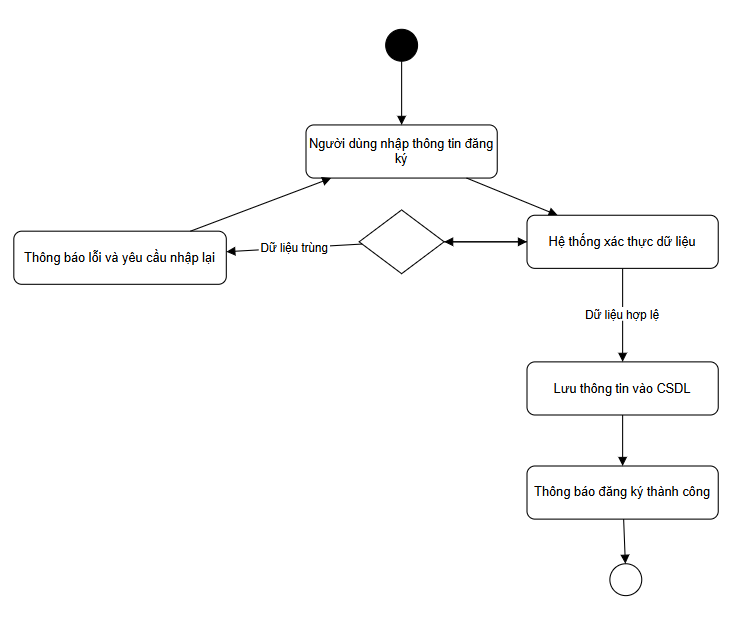 Người dùng nhập thông tin đăng
ký
Thông báo lỗi và yêu cầu nhập lại
Dữ liệu trùng
Hệ thống xác thực dữ liệu
Dữ liệu hợp lệ
Lưu thông tin vào CSDL
Thông báo đăng ký thành công